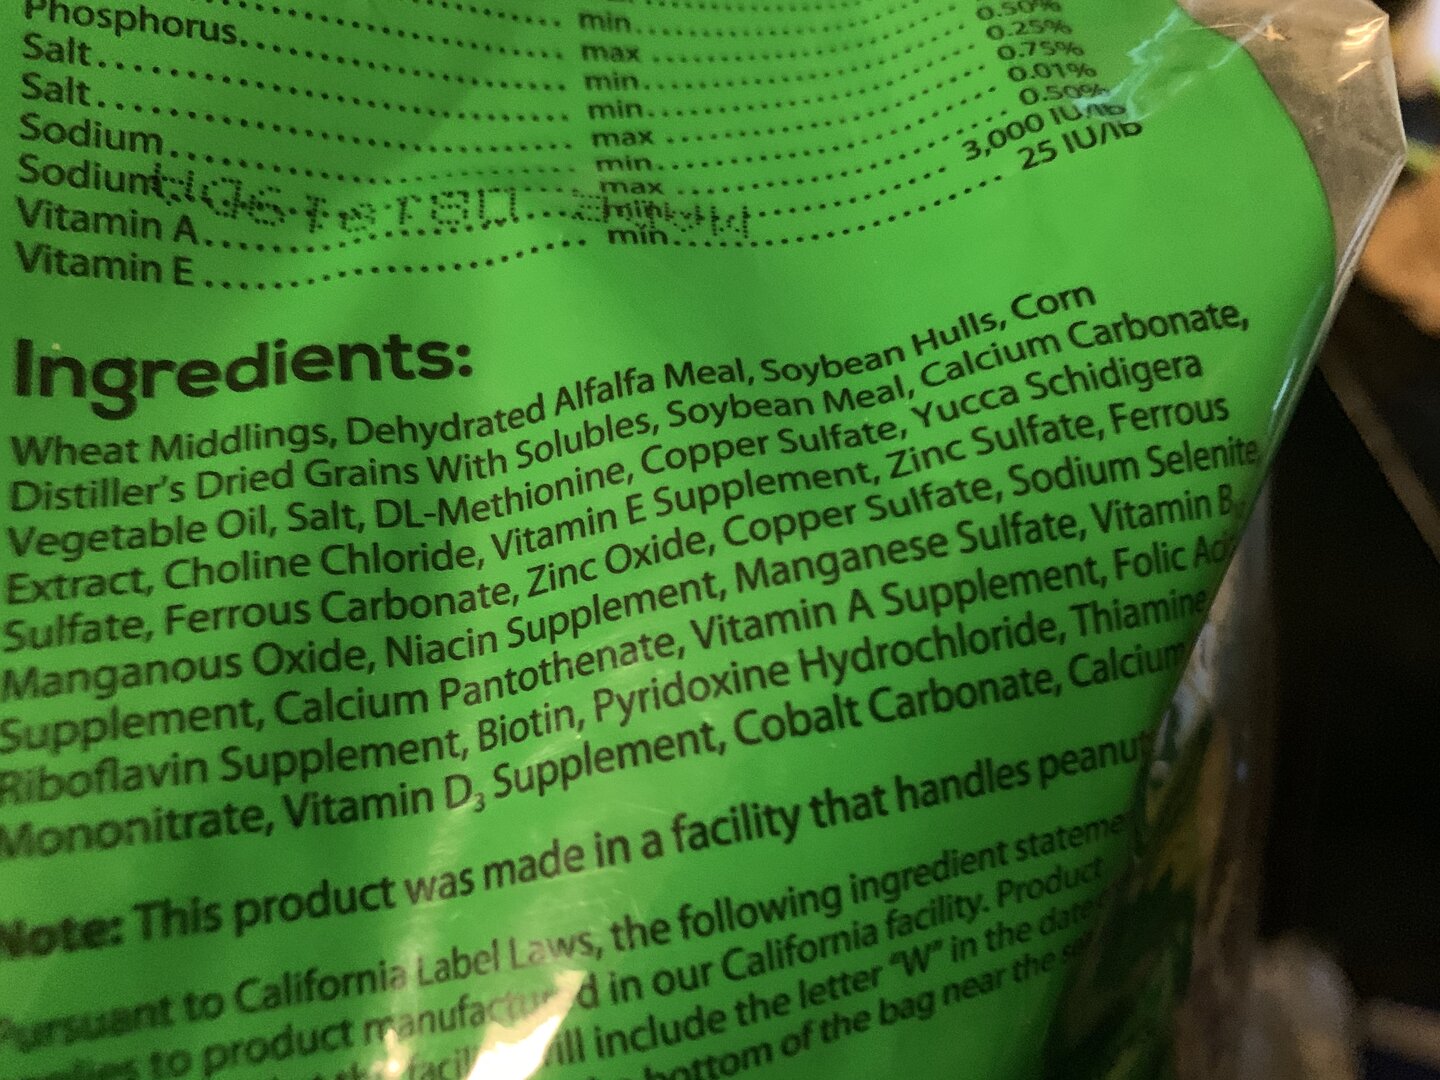 Phosphorus min 0.50%
Salt max 0.25%
Salt min 0.75%
Sodium min 0.01%
Sodium max 0.50%
Vitamin A min 3,000 IU/lb
Vitamin E max 25 IU/lb
min
min
Ingredients:
Wheat Middlings, Dehydrated Alfalfa Meal, Soybean Hulls, Corn
Distiller's Dried Grains With Solubles, Soybean Meal, Calcium Carbonate,
Vegetable Oil, Salt, DL-Methionine, Copper Sulfate, Yucca Schidigera
Extract, Choline Chloride, Vitamin E Supplement, Zinc Sulfate, Ferrous
Sulfate, Ferrous Carbonate, Zinc Oxide, Copper Sulfate, Sodium Selenite,
Manganous Oxide, Niacin Supplement, Manganese Sulfate, Vitamin B
Supplement, Calcium Pantothenate, Vitamin A Supplement, Folic
Riboflavin Supplement, Biotin, Pyridoxine Hydrochloride, Thiamine
Mononitrate, Vitamin D3 Supplement, Cobalt Carbonate, Calcium
Note: This product was made in a facility that handles peanut
Pursuant to California Label Laws, the following ingredient
to product in our California facility. Product
will include the letter "W" in the
bottom of the bag near the